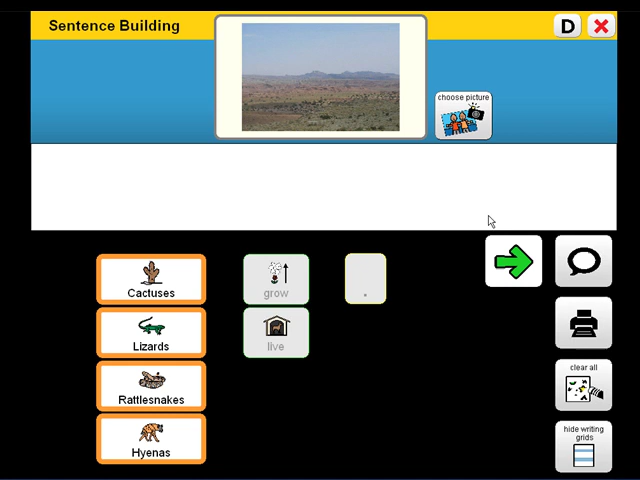 Sentence Building
D
choose picture
Cactuses
grow
.
Lizards
live
Rattlesnakes
Hyenas
clear all
hide writing
grids